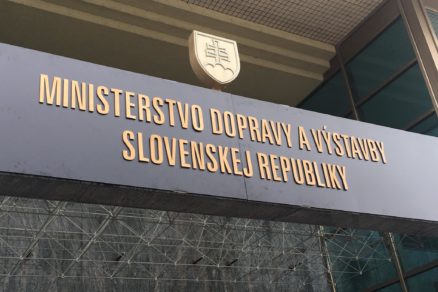 MINISTERSTVO DOPRAVY A VÝSTAVBY
SLOVENSKEJ REPUBLIKY